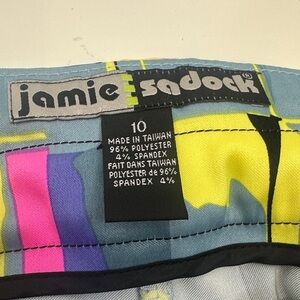 jamie sadock®
10
MADE IN TAIWAN
96% POLYESTER
4% SPANDEX
FAIT DANS TAIWAN
POLYESTER de 96%
SPANDEX 4%